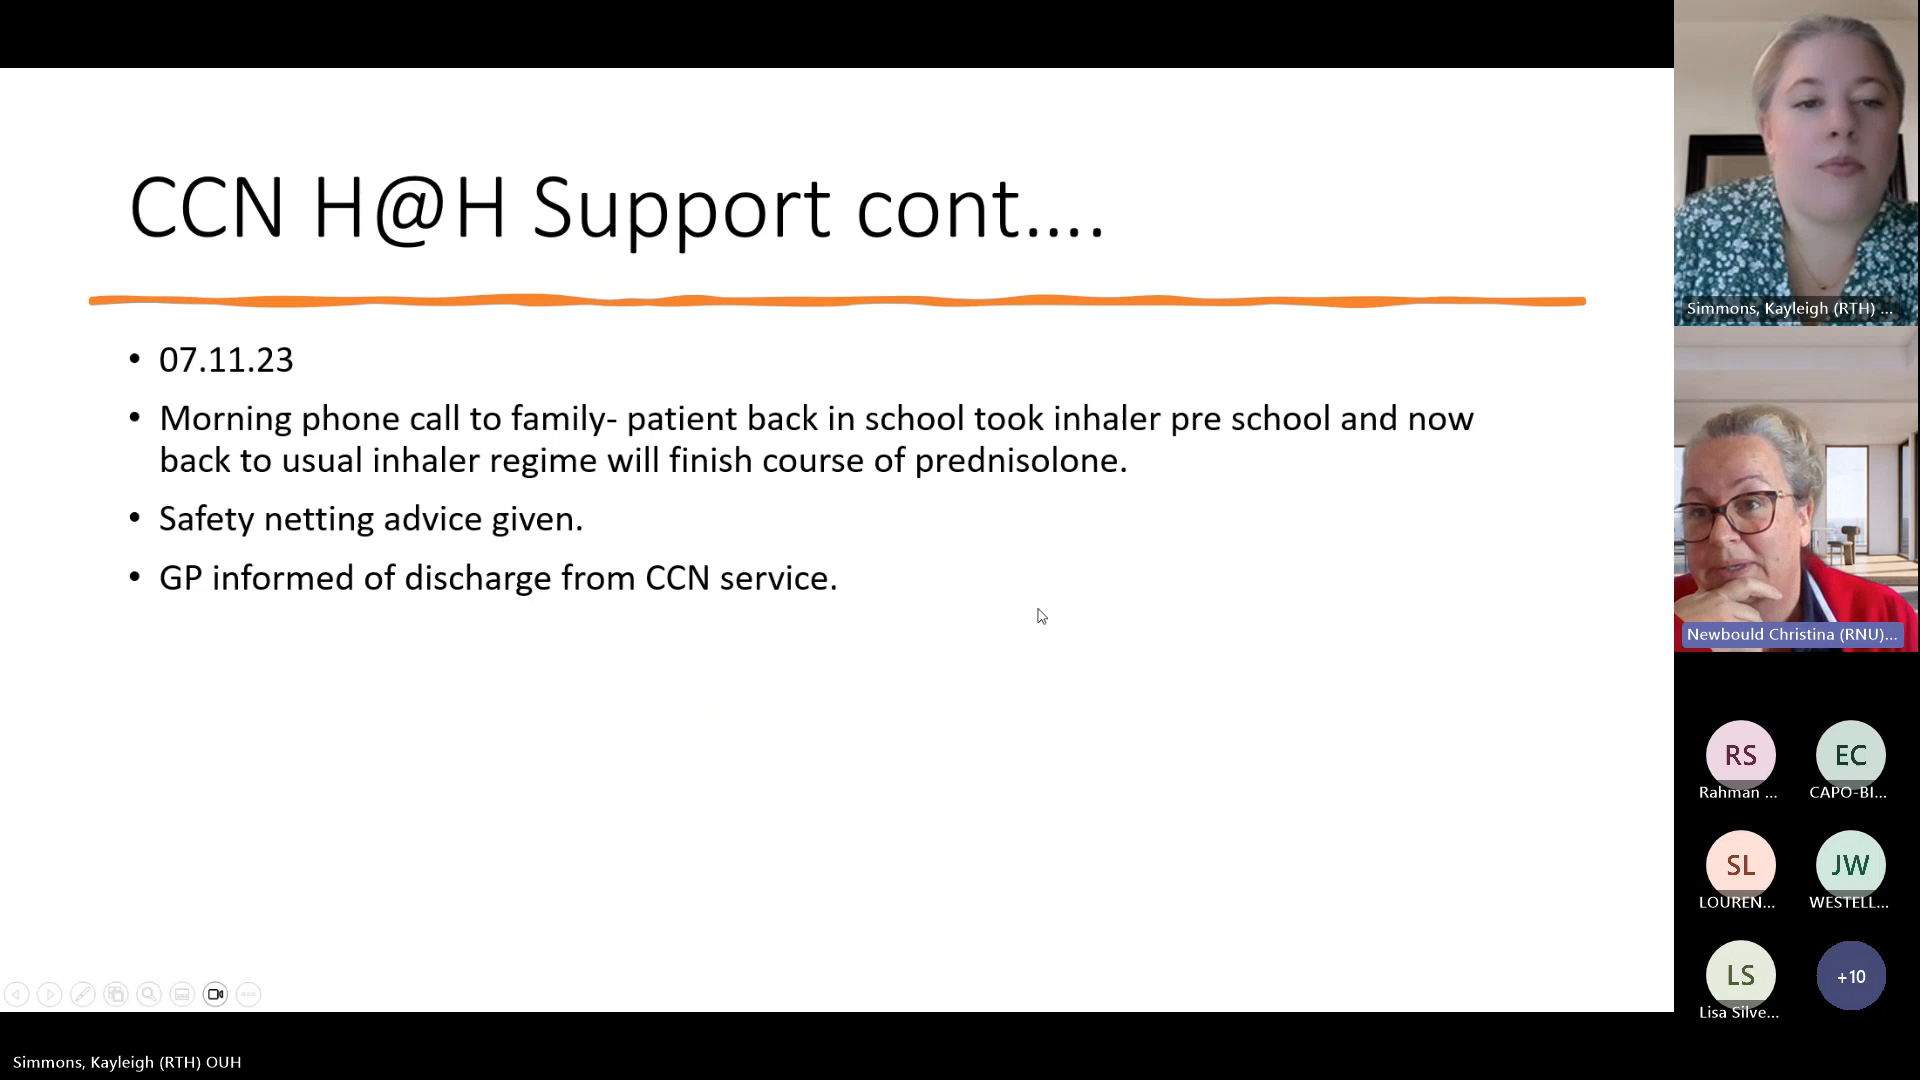 CCN H@H Support cont....
• 07.11.23
• Morning phone call to family- patient back in school took inhaler pre school and now
back to usual inhaler regime will finish course of prednisolone.
• Safety netting advice given.
• GP informed of discharge from CCN service.
Simmons, Kayleigh (RTH) ...
Newbould Christina (RNU)...
RS
Rahman ...
EC
CAPO-BI...
SL
LOUREN...
JW
WESTELL...
LS
Lisa Silve...
+10
Simmons, Kayleigh (RTH) OUH